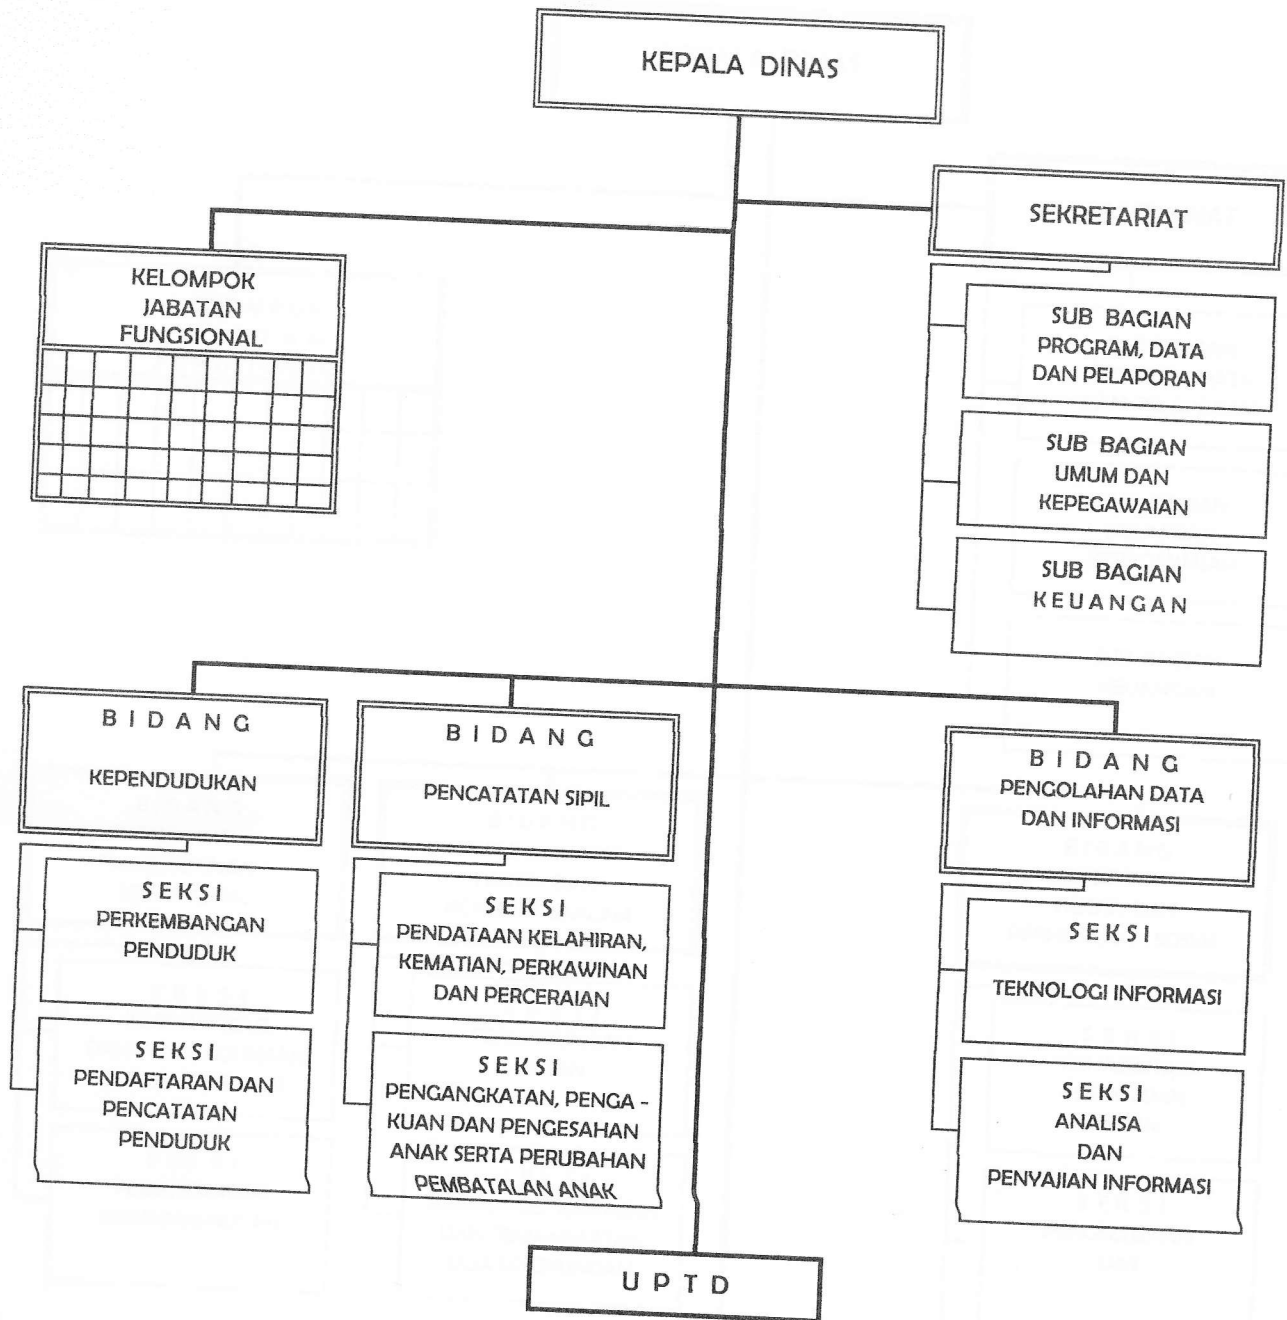 KEPALA DINAS
SEKRETARIAT
KELOMPOK
JABATAN
FUNGSIONAL
SUB BAGIAN
PROGRAM, DATA
DAN PELAPORAN
SUB BAGIAN
UMUM DAN
KEPEGAWAIAN
SUB BAGIAN
KEUANGAN
BIDANG
KEPENDUDUKAN
BIDANG
PENCATATAN SIPIL
BIDANG
PENGOLAHAN DATA
DAN INFORMASI
SEKSI
PERKEMBANGAN
PENDUDUK
SEKSI
PENDATAAN KELAHIRAN,
KEMATIAN, PERKAWINAN
DAN PERCERAIAN
SEKSI
TEKNOLOGI INFORMASI
SEKSI
PENDAFTARAN DAN
PENCATATAN
PENDUDUK
SEKSI
PENGANGKATAN, PENGA -
KUAN DAN PENGESAHAN
ANAK SERTA PERUBAHAN
PEMBATALAN ANAK
SEKSI
ANALISA
DAN
PENYAJIAN INFORMASI
UPTD